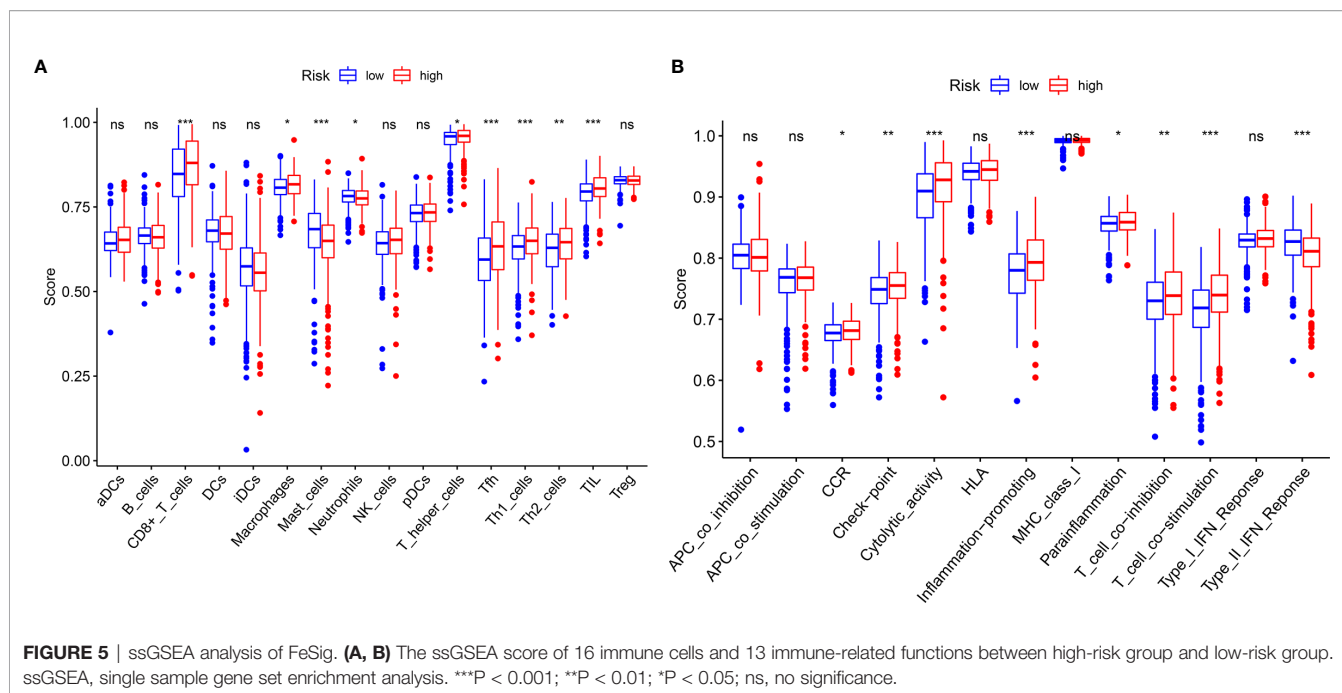 A
B
Risk low high
Risk low high
ns ns *** ns ns * *** * ns ns * *** *** ** *** ns
ns ns * ** *** ns *** ns * ** *** ns ***
Score
1.00
0.75
0.50
0.25
0.00
Score
1.0
0.9
0.8
0.7
0.6
0.5
aDCs
B_cells
CD8+_T_cells
DCs
iDCs
Macrophages
Mast_cells
Neutrophils
NK_cells
pDCs
T_helper_cells
Tfh
Th1_cells
Th2_cells
TIL
Treg
APC_co_inhibition
APC_co_stimulation
CCR
Check−point
Cytolytic_activity
HLA
Inflammation−promoting
MHC_class_I
Parainflammation
T_cell_co−inhibition
T_cell_co−stimulation
Type_I_IFN_Reponse
Type_II_IFN_Reponse
FIGURE 5 | ssGSEA analysis of FeSig. (A, B) The ssGSEA score of 16 immune cells and 13 immune-related functions between high-risk group and low-risk group.
ssGSEA, single sample gene set enrichment analysis. ***P < 0.001; **P < 0.01; *P < 0.05; ns, no significance.